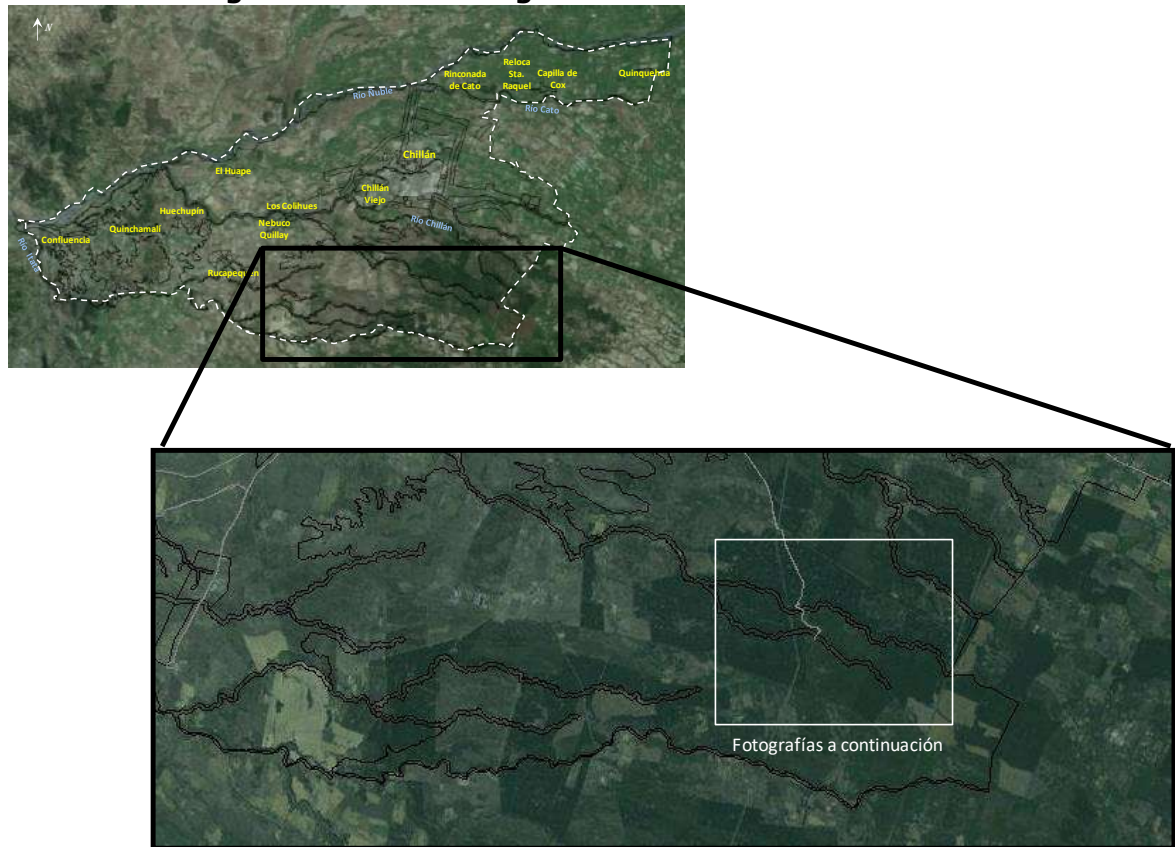 N
Rinconada
de Cato
Reloca
Sta.
Raquel
Capilla de
Cox
Quinquehua
Río Ñuble
Río Cato
Chillán
El Huape
Chillán
Viejo
Los Colihues
Huechupín
Nebuco
Quillay
Río Chillán
Quinchamalí
Confluencia
Río Itata
Rucapequén
Fotografías a continuación